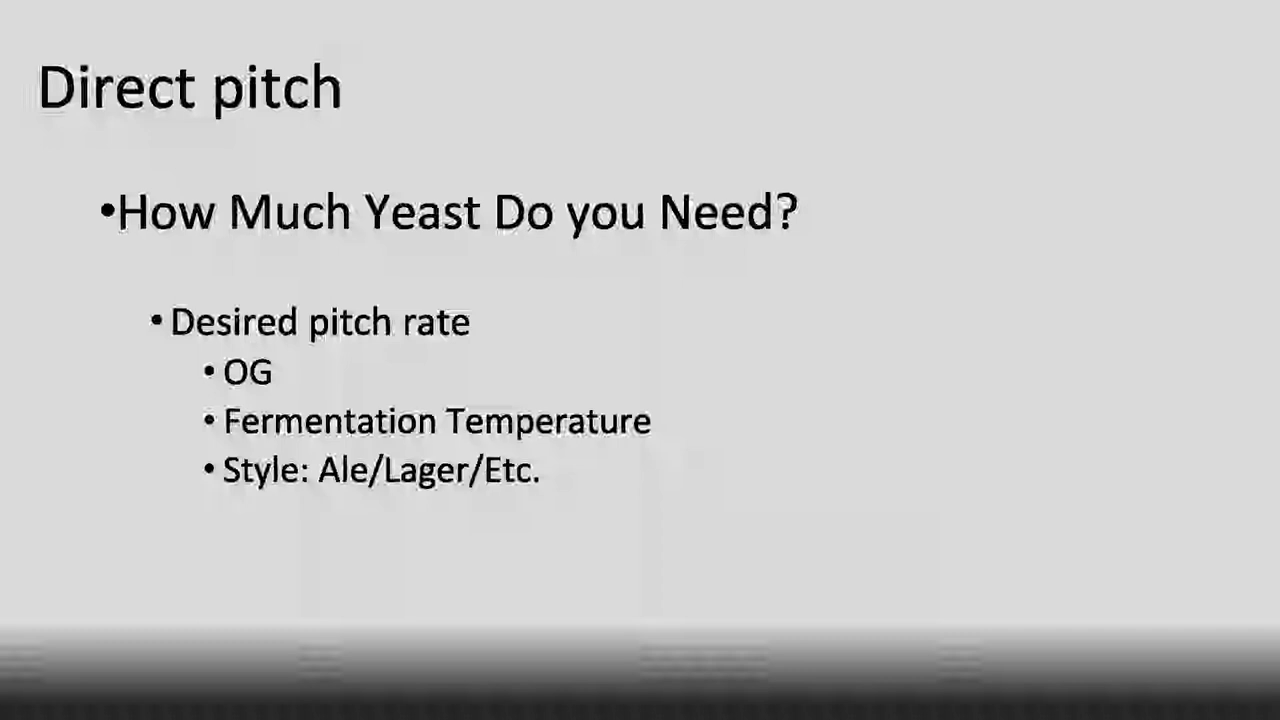 Direct pitch
•How Much Yeast Do you Need?
• Desired pitch rate
• OG
• Fermentation Temperature
• Style: Ale/Lager/Etc.